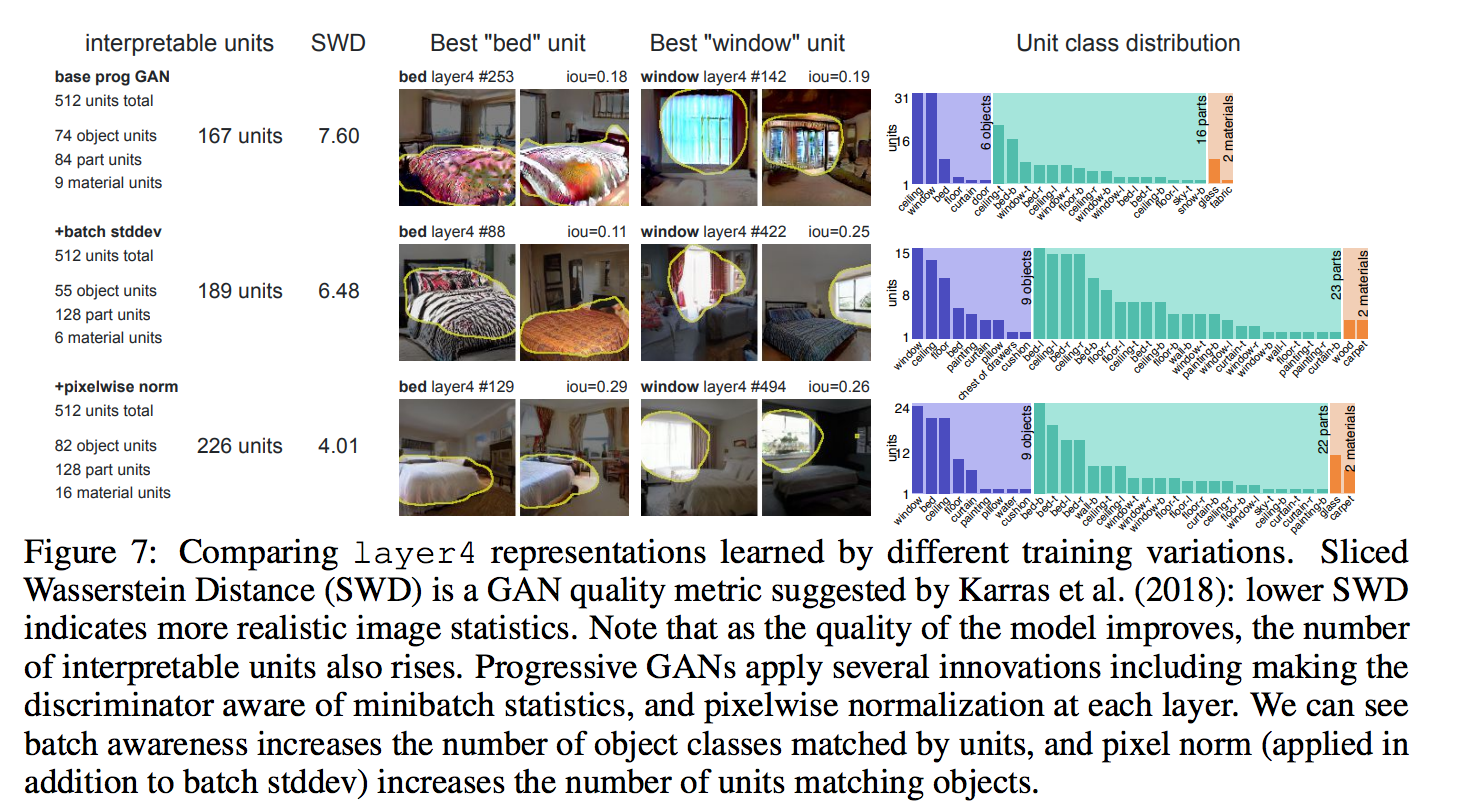 interpretable units SWD Best "bed" unit Best "window" unit Unit class distribution
base prog GAN
512 units total
74 object units
84 part units
9 material units
167 units
7.60
bed layer4 #253 iou=0.18
window layer4 #142 iou=0.19
units
31
16
1
6 objects
16 parts
2 materials
ceiling
window
bed
floor
curtain
door
ceiling-t
bed-b
window-t
bed-r
ceiling-l
window-r
floor-b
ceiling-r
window-b
window-l
bed-l
bed-t
ceiling-b
floor-l
sky-t
snow-b
glass
fabric
+batch stddev
512 units total
55 object units
128 part units
6 material units
189 units
6.48
bed layer4 #88 iou=0.11
window layer4 #422 iou=0.25
units
15
8
1
9 objects
23 parts
2 materials
window
ceiling
floor
bed
painting
curtain
pillow
chest of drawers
cushion
bed-l
ceiling-l
bed-r
ceiling-r
bed-b
floor-r
floor-l
ceiling-t
bed-t
ceiling-b
floor-b
wall-b
window-t
painting-b
window-r
curtain-t
window-l
window-b
wall-l
floor-t
painting-t
painting-r
curtain-b
wood
carpet
+pixelwise norm
512 units total
82 object units
128 part units
16 material units
226 units
4.01
bed layer4 #129 iou=0.29
window layer4 #494 iou=0.26
units
24
12
1
9 objects
22 parts
2 materials
window
bed
ceiling
floor
curtain
painting
pillow
water
cushion
bed-b
bed-t
bed-l
bed-r
wall-b
ceiling-t
ceiling-l
window-t
window-r
window-b
floor-t
floor-l
floor-r
curtain-b
ceiling-r
floor-b
window-l
sky-t
ceiling-b
curtain-t
curtain-r
painting-b
glass
carpet
Figure 7: Comparing layer4 representations learned by different training variations. Sliced
Wasserstein Distance (SWD) is a GAN quality metric suggested by Karras et al. (2018): lower SWD
indicates more realistic image statistics. Note that as the quality of the model improves, the number
of interpretable units also rises. Progressive GANs apply several innovations including making the
discriminator aware of minibatch statistics, and pixelwise normalization at each layer. We can see
batch awareness increases the number of object classes matched by units, and pixel norm (applied in
addition to batch stddev) increases the number of units matching objects.